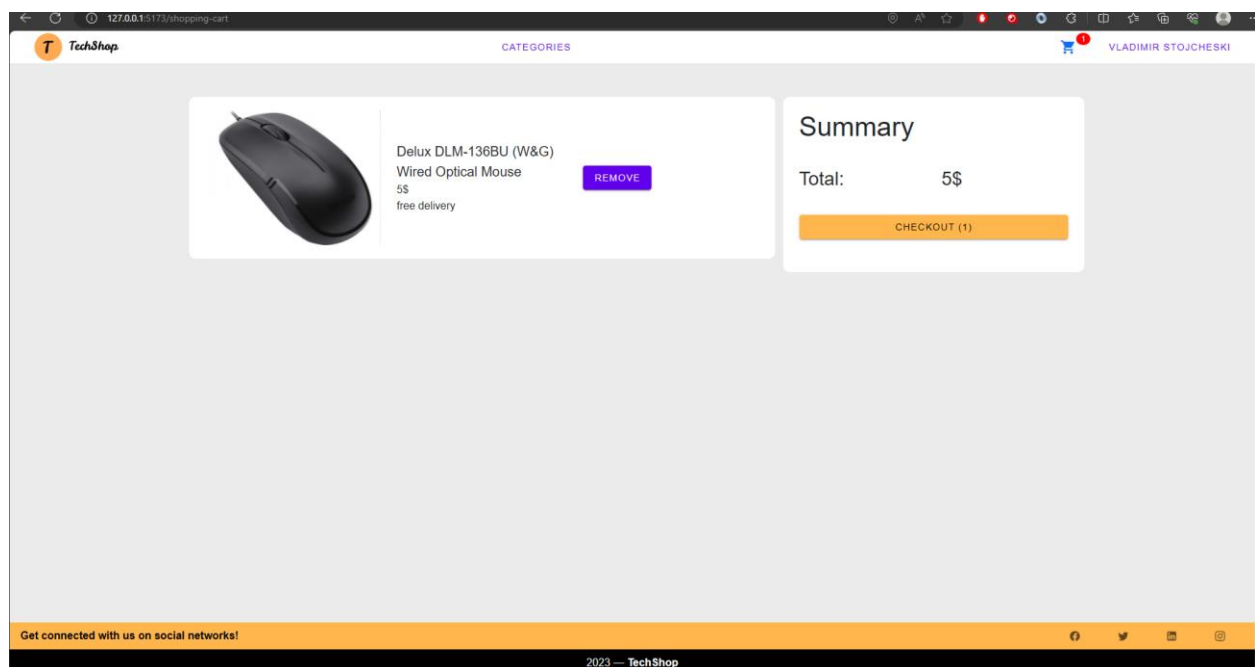 127.0.0.1:5173/shopping-cart
T TechShop
CATEGORIES
1
VLADIMIR STOJCHESKI
Delux DLM-136BU (W&G)
Wired Optical Mouse
5$
free delivery
REMOVE
Summary
Total: 5$
CHECKOUT (1)
Get connected with us on social networks!
2023 — TechShop